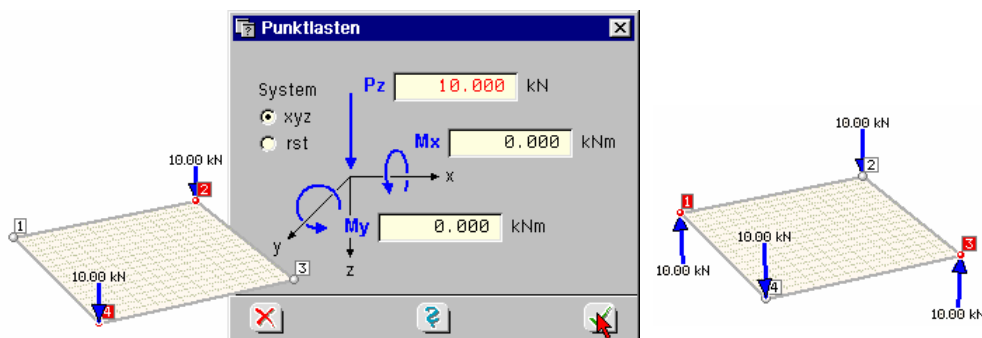 10.00 kN
2
1
3
10.00 kN
4
Punktlasten
System
xyz
rst
Pz 10.000 kN
Mx 0.000 kNm
x
My 0.000 kNm
y
z
10.00 kN
2
1
10.00 kN
3
10.00 kN
4
10.00 kN